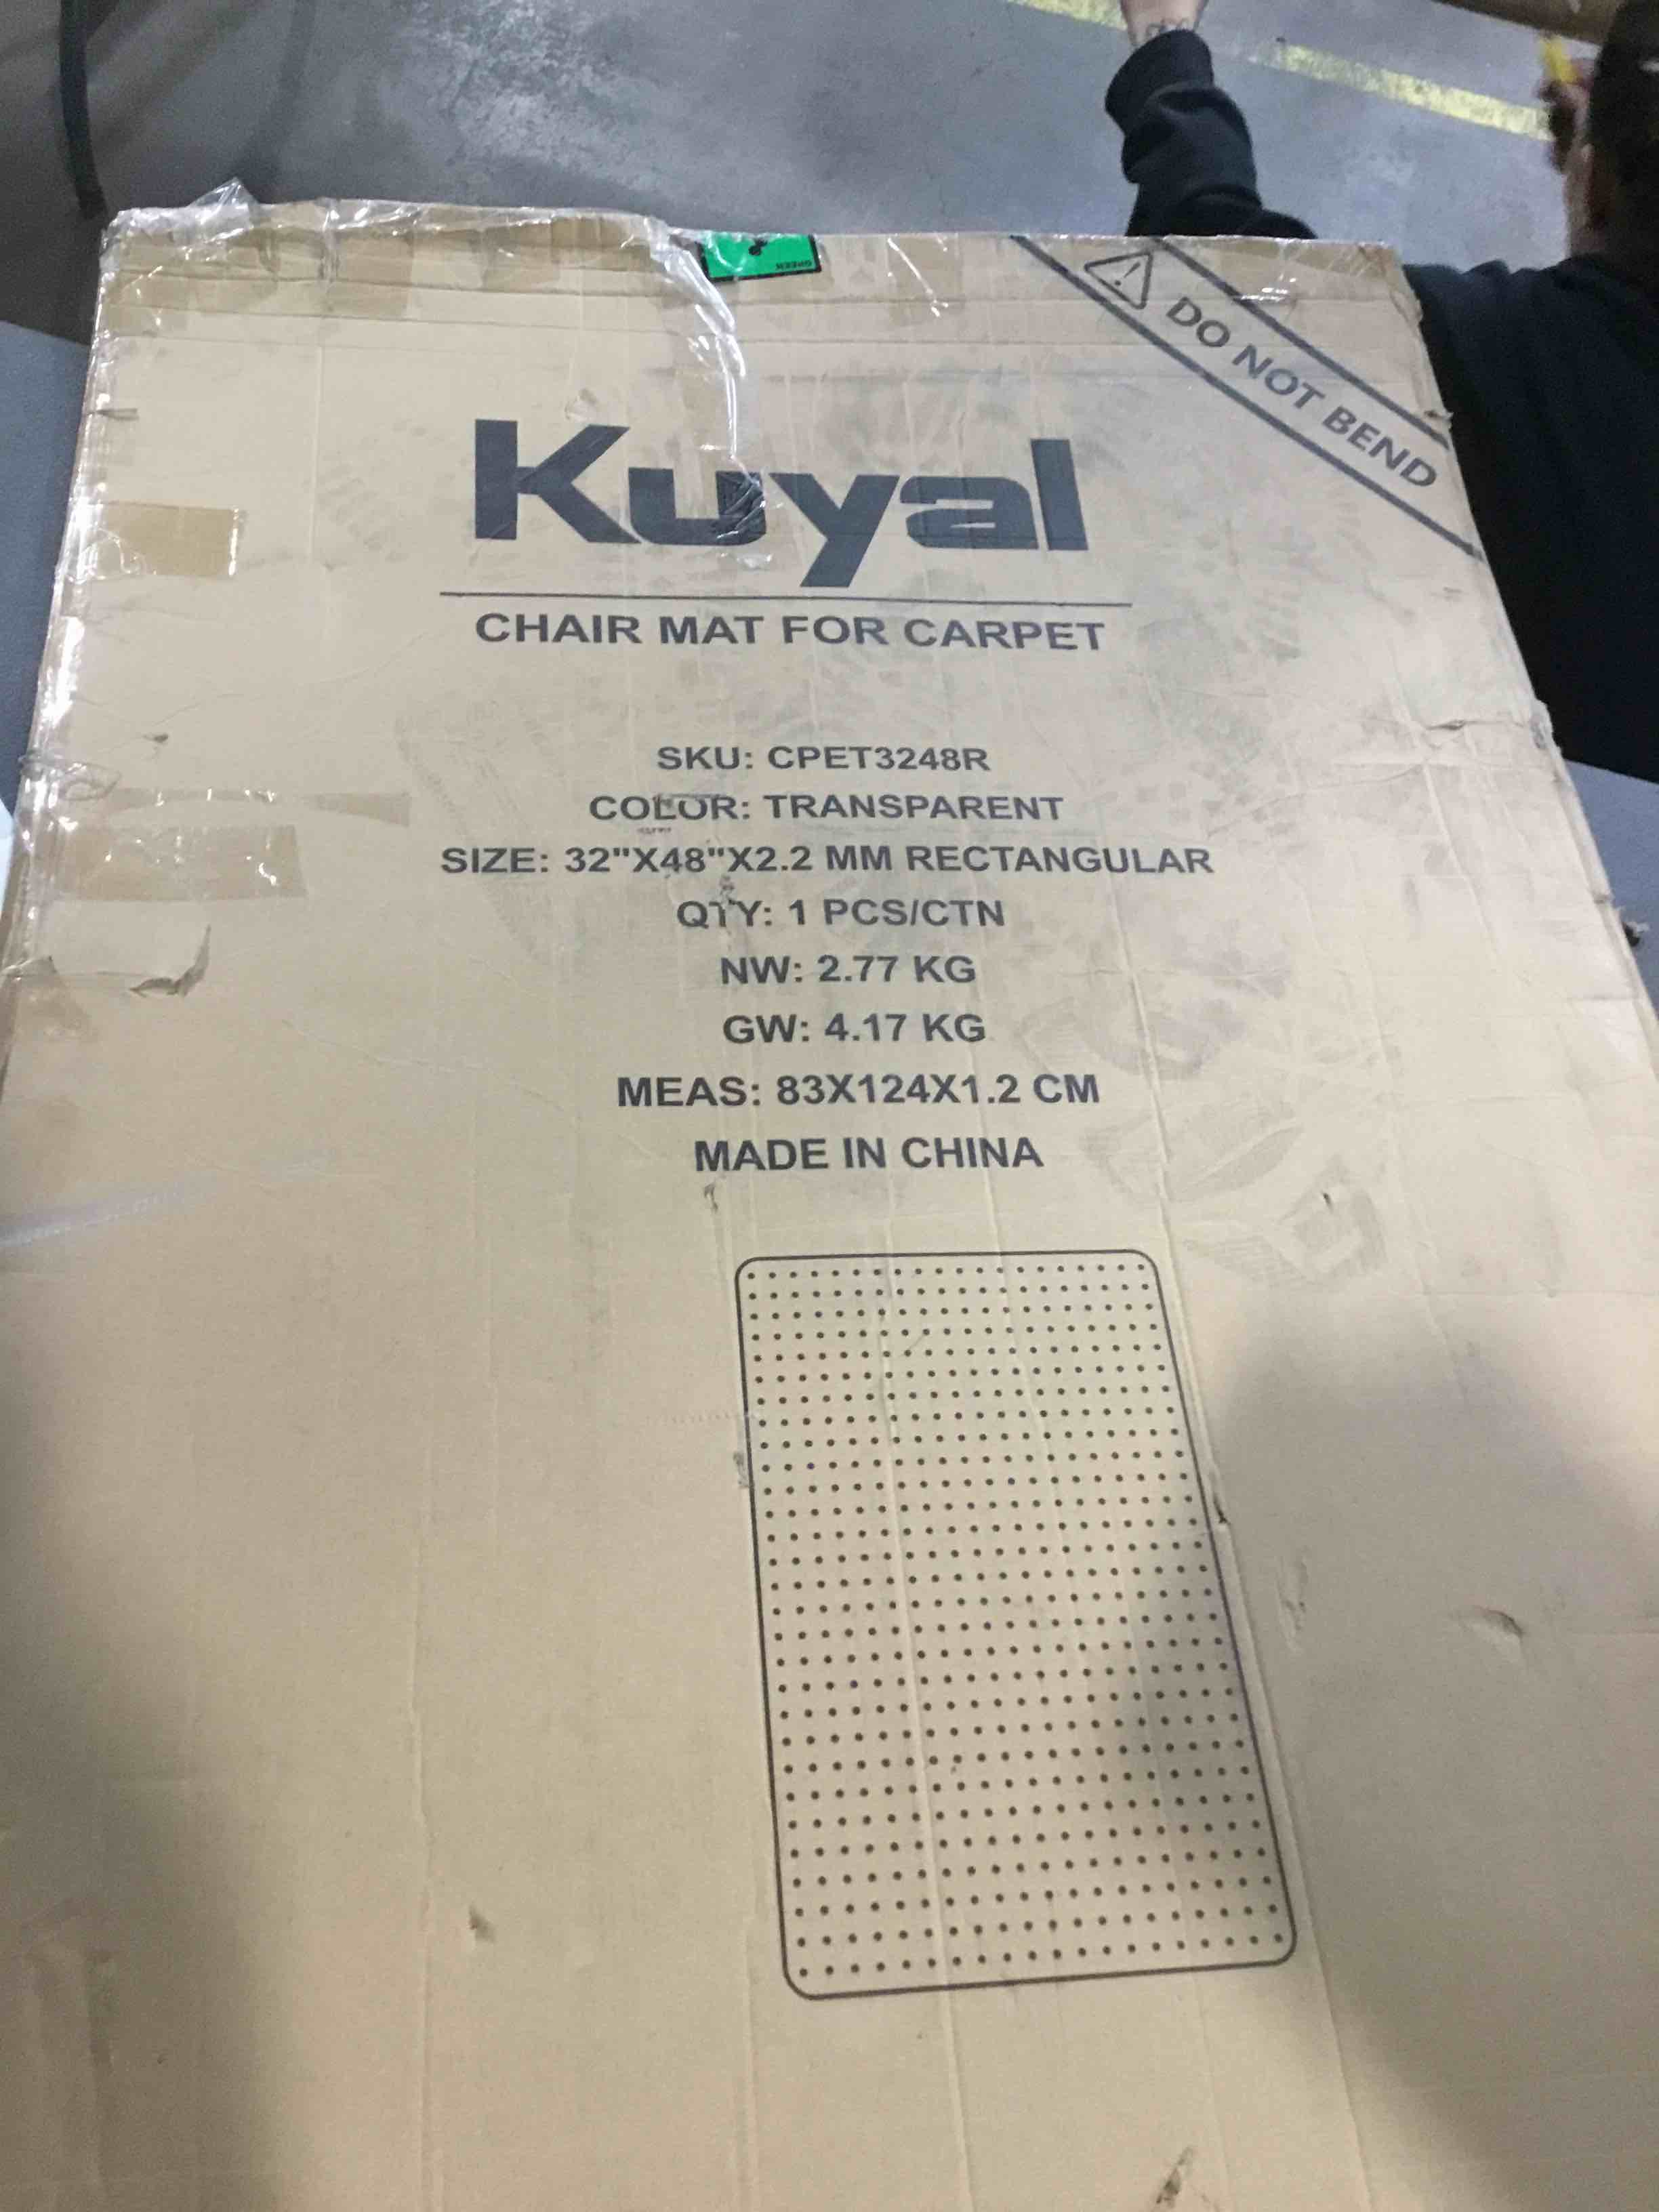 GREEN
DO NOT BEND
Kuyal
CHAIR MAT FOR CARPET
SKU: CPET3248R
COLOR: TRANSPARENT
SIZE: 32"X48"X2.2 MM RECTANGULAR
QTY: 1 PCS/CTN
NW: 2.77 KG
GW: 4.17 KG
MEAS: 83X124X1.2 CM
MADE IN CHINA